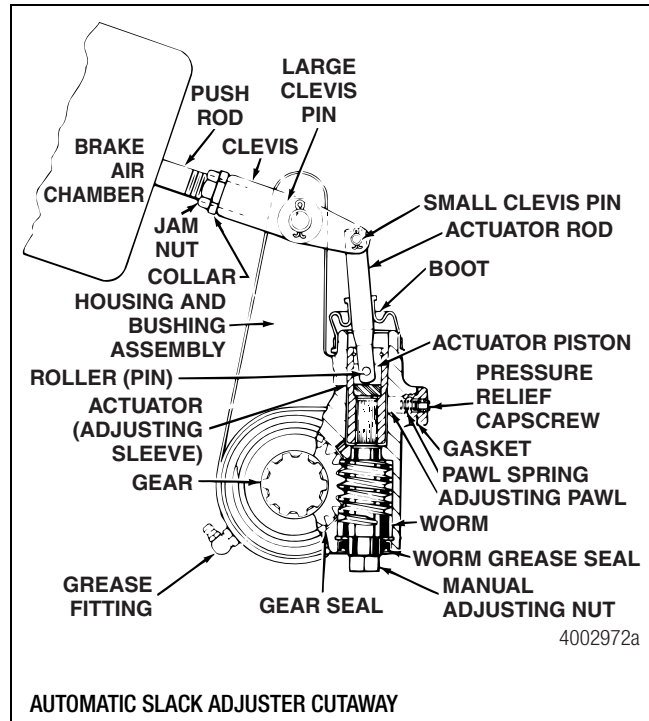 LARGE
CLEVIS
PIN
PUSH
ROD
CLEVIS
BRAKE
AIR
CHAMBER
SMALL CLEVIS PIN
ACTUATOR ROD
JAM
NUT
BOOT
COLLAR
HOUSING AND
BUSHING
ASSEMBLY
ACTUATOR PISTON
ROLLER (PIN)
PRESSURE
RELIEF
CAPSCREW
ACTUATOR
(ADJUSTING
SLEEVE)
GASKET
PAWL SPRING
ADJUSTING PAWL
GEAR
WORM
WORM GREASE SEAL
GREASE
FITTING
GEAR SEAL
MANUAL
ADJUSTING NUT
4002972a
AUTOMATIC SLACK ADJUSTER CUTAWAY